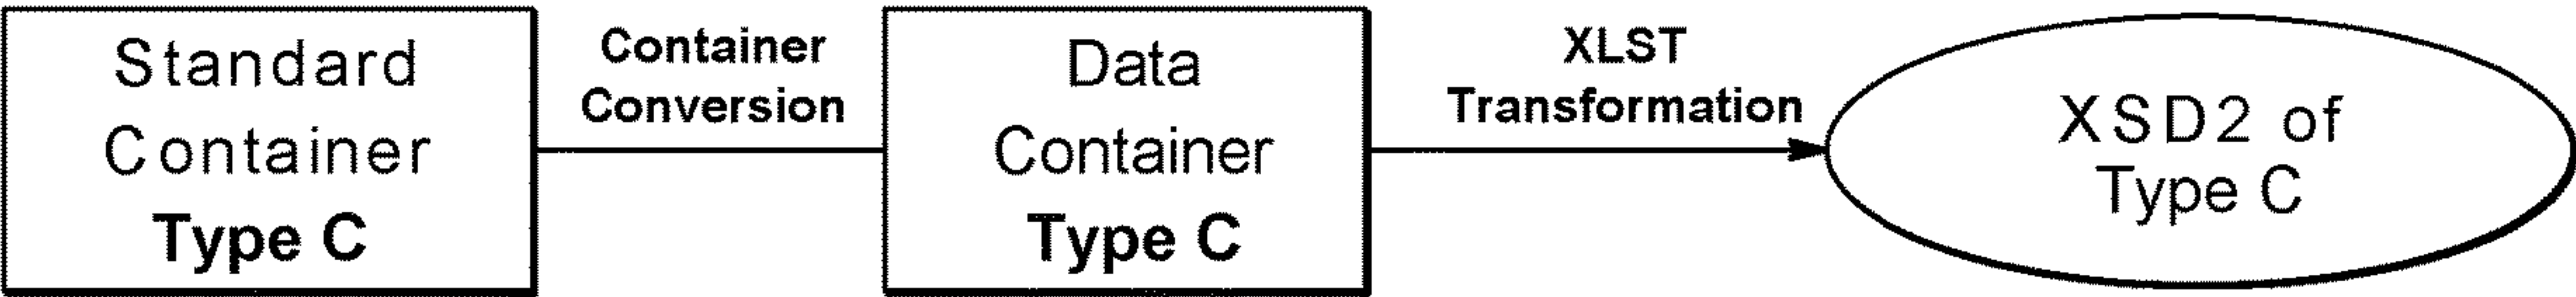 Standard
Container
Type C
Container
Conversion
Data
Container
Type C
XLST
Transformation
XSD2 of
Type C